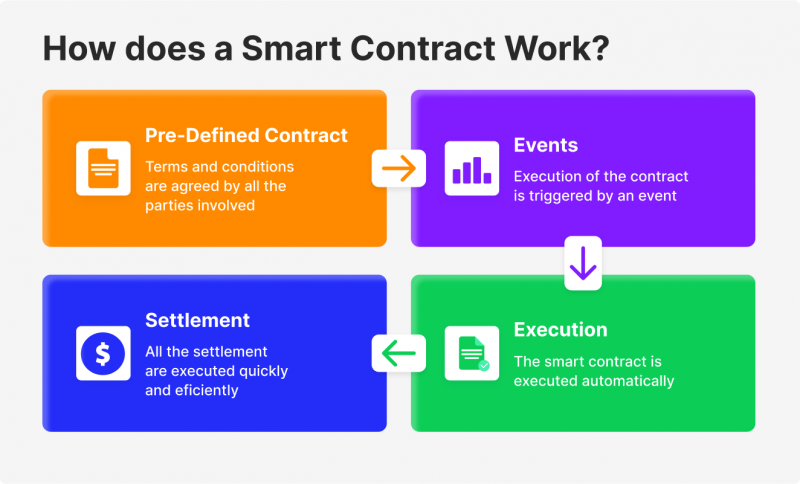 How does a Smart Contract Work?
Pre-Defined Contract
Terms and conditions
are agreed by all the
parties involved
Events
Execution of the contract
is triggered by an event
Execution
The smart contract is
executed automatically
Settlement
All the settlement
are executed quickly
and eficiently